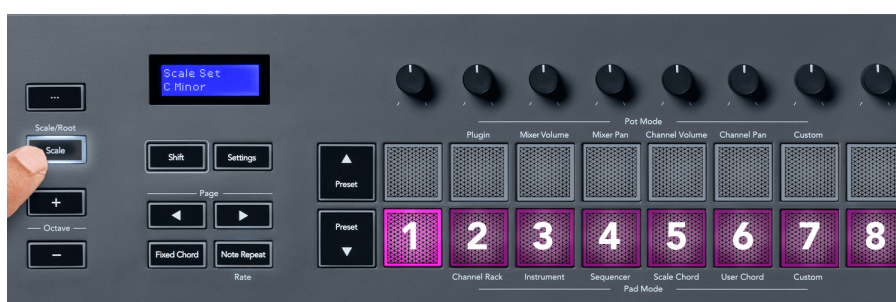 Scale Set
C Minor
...
Scale/Root
Scale
+
Octave
−
Shift
Settings
Page
Fixed Chord
Note Repeat
Rate
Preset
Preset
Pot Mode
Plugin
Mixer Volume
Mixer Pan
Channel Volume
Channel Pan
Custom
1
2
3
4
5
6
7
8
Channel Rack
Instrument
Sequencer
Scale Chord
User Chord
Custom
Pad Mode